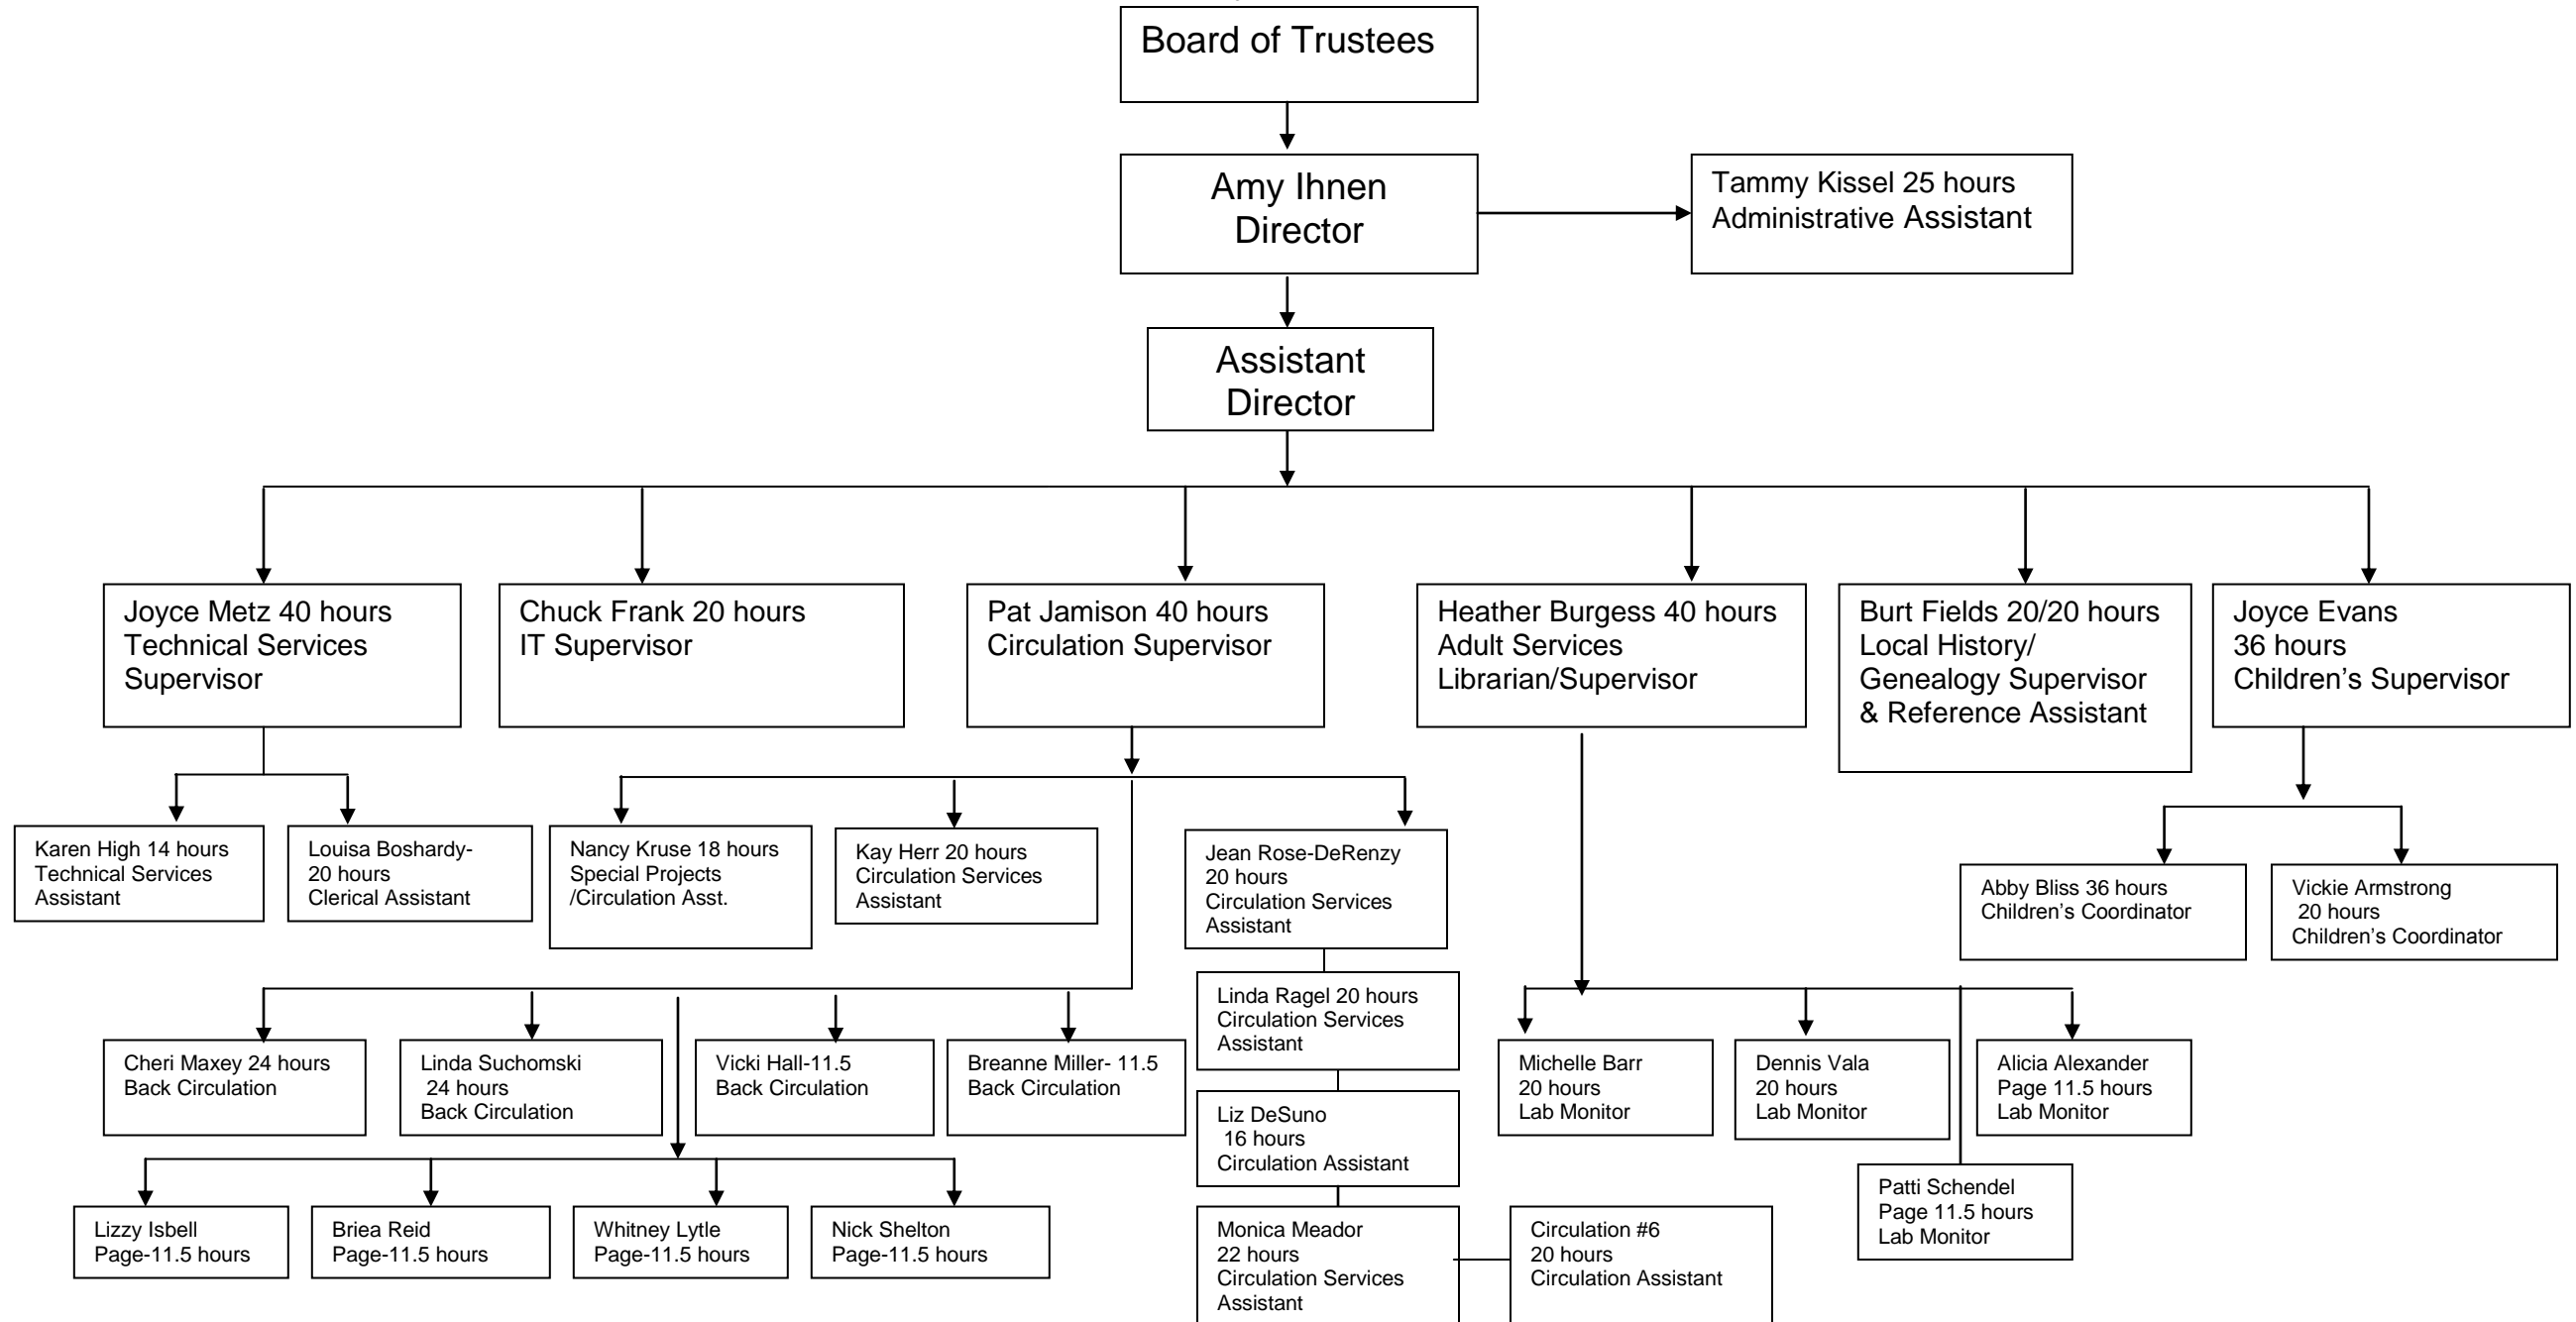 Board of Trustees
Amy Ihnen
Director
Tammy Kissel 25 hours
Administrative Assistant
Assistant
Director
Joyce Metz 40 hours
Technical Services
Supervisor
Chuck Frank 20 hours
IT Supervisor
Pat Jamison 40 hours
Circulation Supervisor
Heather Burgess 40 hours
Adult Services
Librarian/Supervisor
Burt Fields 20/20 hours
Local History/
Genealogy Supervisor
& Reference Assistant
Joyce Evans
36 hours
Children’s Supervisor
Karen High 14 hours
Technical Services
Assistant
Louisa Boshardy-
20 hours
Clerical Assistant
Nancy Kruse 18 hours
Special Projects
/Circulation Asst.
Kay Herr 20 hours
Circulation Services
Assistant
Jean Rose-DeRenzy
20 hours
Circulation Services
Assistant
Abby Bliss 36 hours
Children’s Coordinator
Vickie Armstrong
20 hours
Children’s Coordinator
Linda Ragel 20 hours
Circulation Services
Assistant
Cheri Maxey 24 hours
Back Circulation
Linda Suchomski
24 hours
Back Circulation
Vicki Hall-11.5
Back Circulation
Breanne Miller- 11.5
Back Circulation
Liz DeSuno
16 hours
Circulation Assistant
Michelle Barr
20 hours
Lab Monitor
Dennis Vala
20 hours
Lab Monitor
Alicia Alexander
Page 11.5 hours
Lab Monitor
Patti Schendel
Page 11.5 hours
Lab Monitor
Lizzy Isbell
Page-11.5 hours
Briea Reid
Page-11.5 hours
Whitney Lytle
Page-11.5 hours
Nick Shelton
Page-11.5 hours
Monica Meador
22 hours
Circulation Services
Assistant
Circulation #6
20 hours
Circulation Assistant